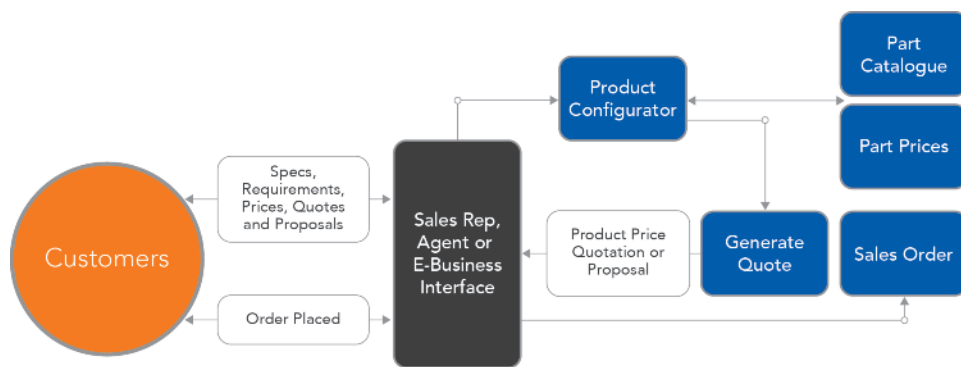 Customers
Specs,
Requirements,
Prices, Quotes
and Proposals
Order Placed
Sales Rep,
Agent or
E-Business
Interface
Product
Configurator
Part
Catalogue
Part Prices
Product Price
Quotation or
Proposal
Generate
Quote
Sales Order